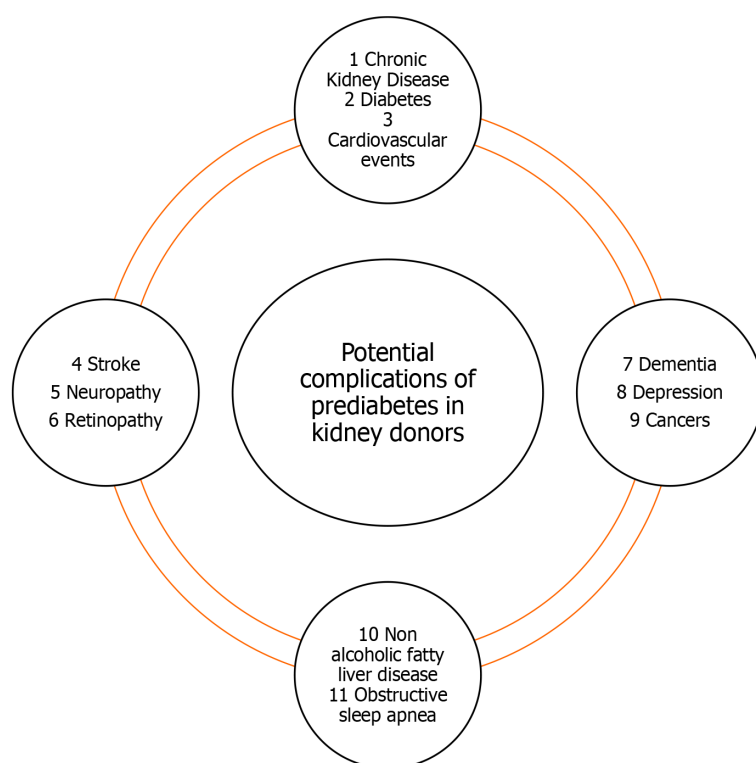 1 Chronic
Kidney Disease
2 Diabetes
3
Cardiovascular
events
4 Stroke
5 Neuropathy
6 Retinopathy
Potential
complications of
prediabetes in
kidney donors
7 Dementia
8 Depression
9 Cancers
10 Non
alcoholic fatty
liver disease
11 Obstructive
sleep apnea